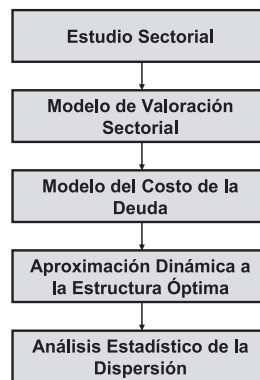 Estudio Sectorial
Modelo de Valoración
Sectorial
Modelo del Costo de la
Deuda
Aproximación Dinámica a
la Estructura Óptima
Análisis Estadístico de la
Dispersión